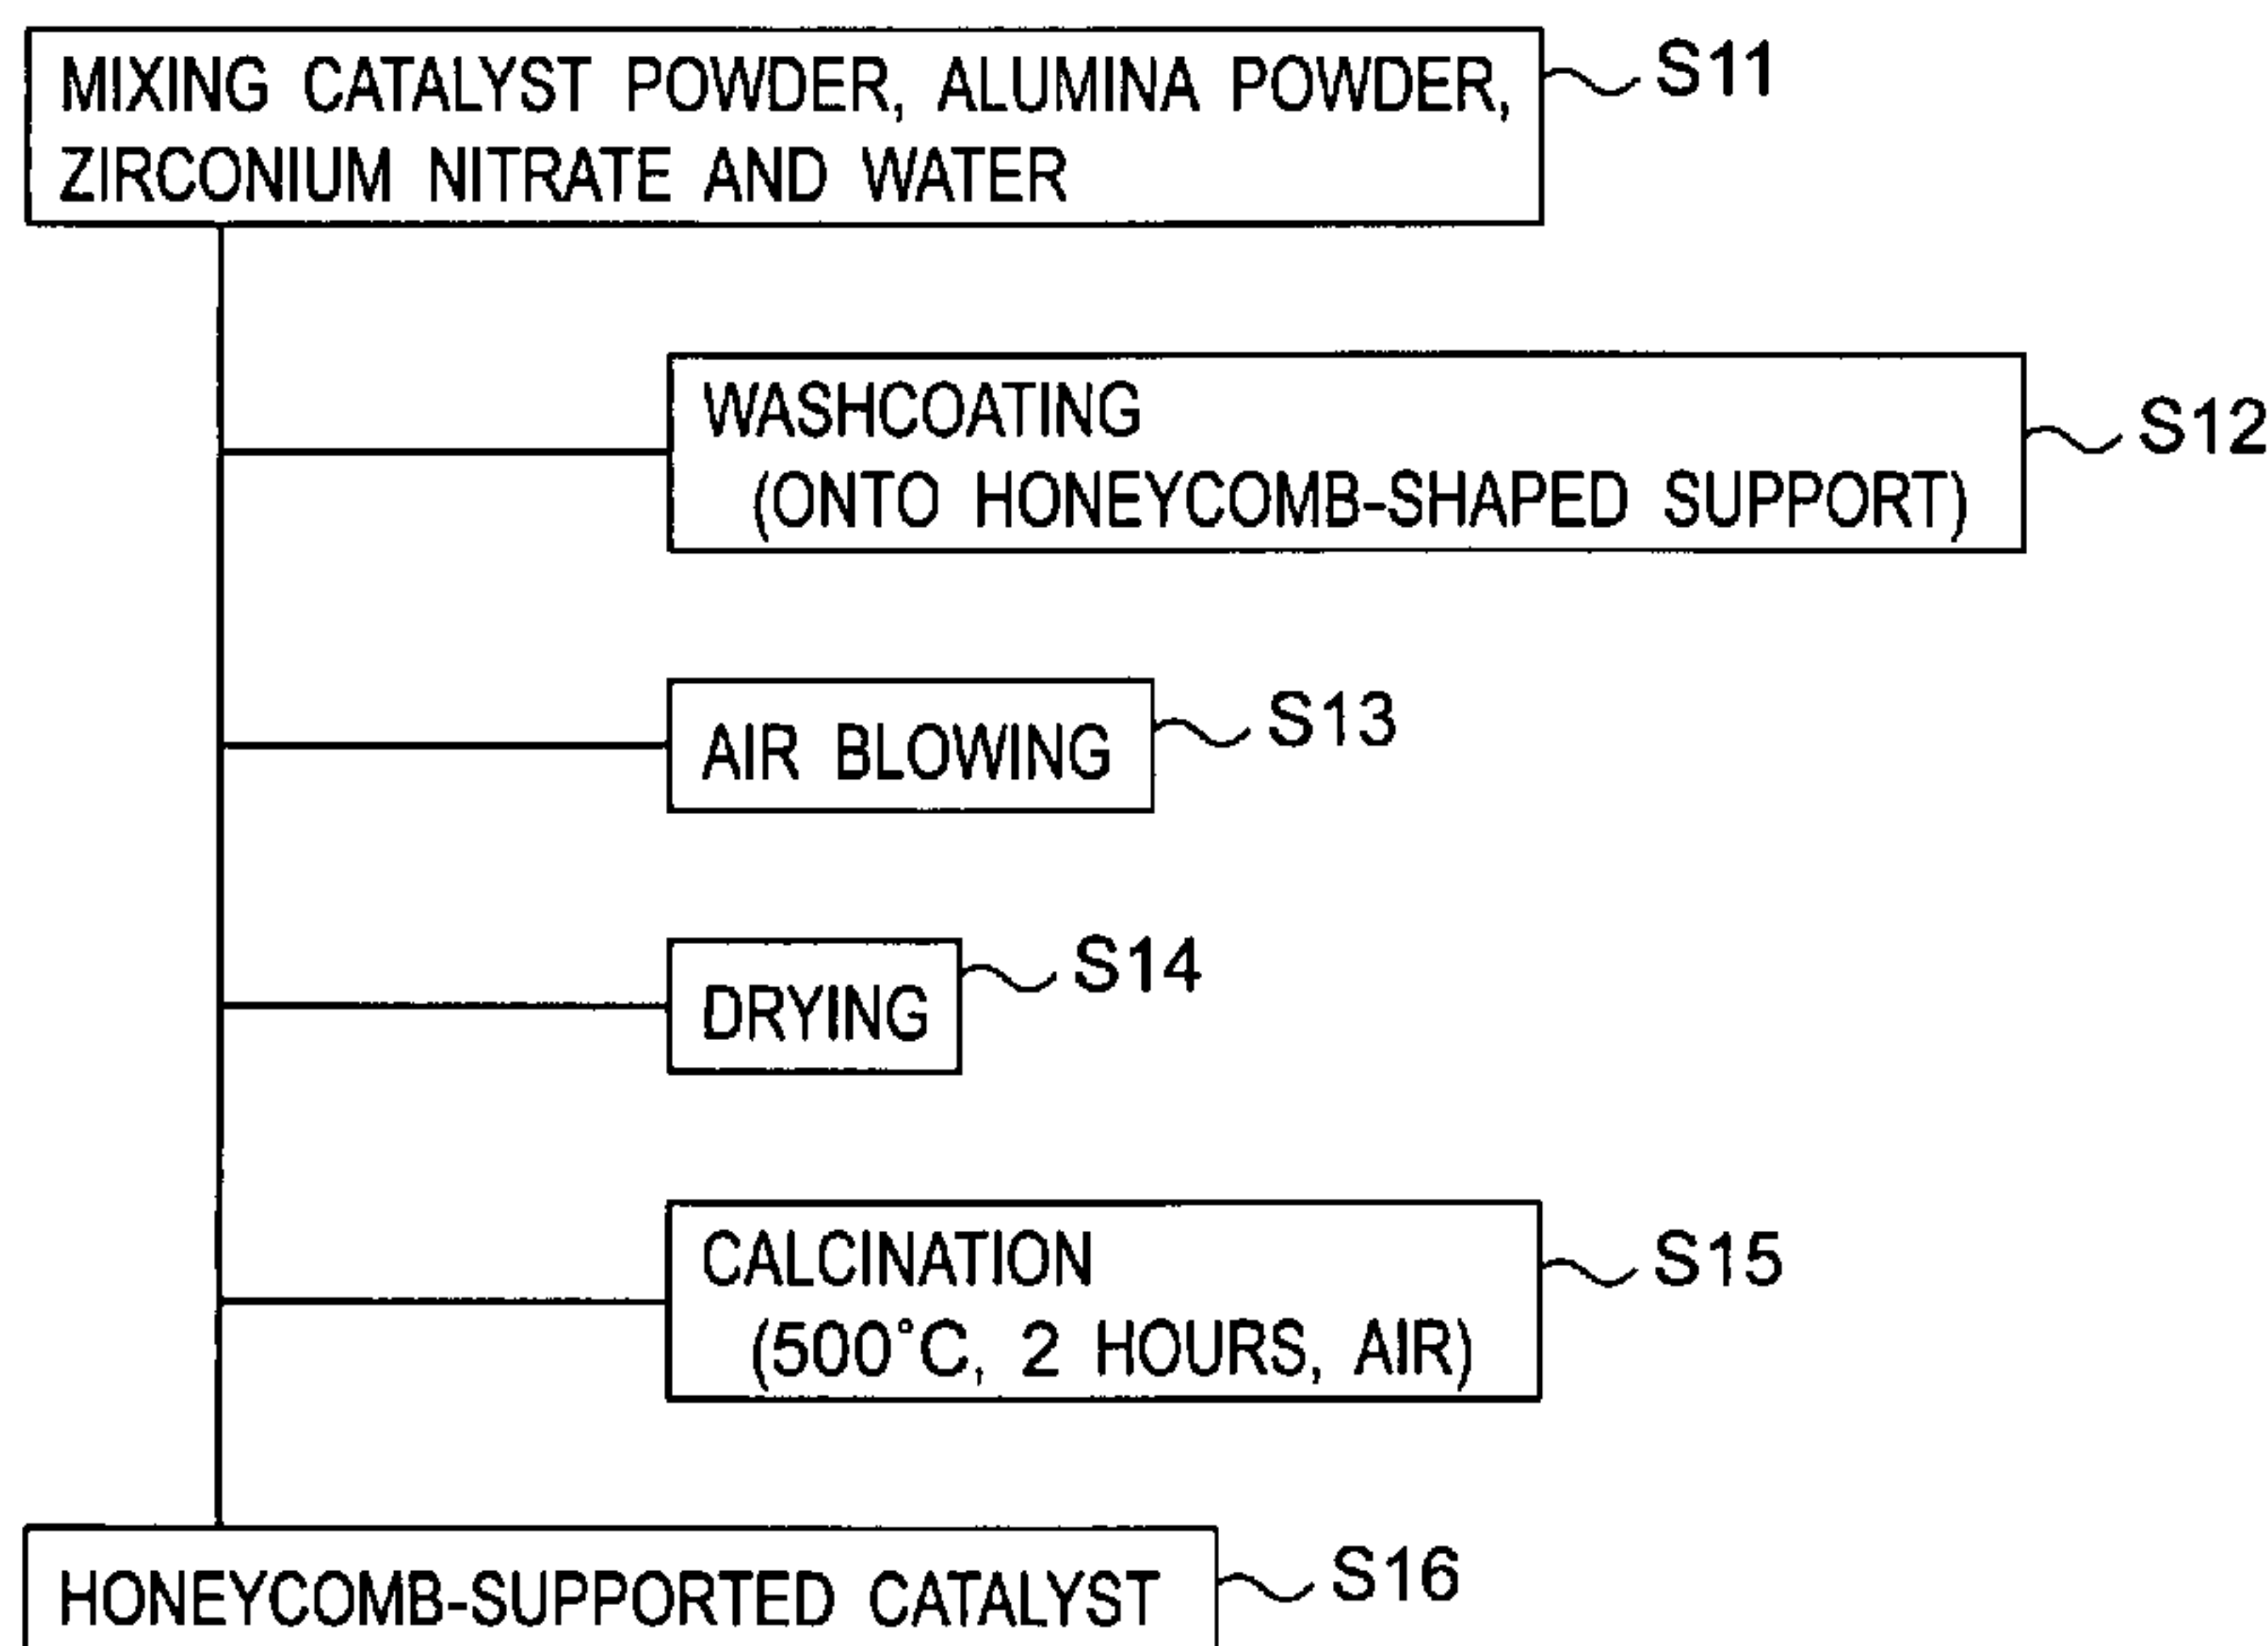 MIXING CATALYST POWDER, ALUMINA POWDER,
ZIRCONIUM NITRATE AND WATER
S11
WASHCOATING
(ONTO HONEYCOMB-SHAPED SUPPORT)
S12
AIR BLOWING
S13
DRYING
S14
CALCINATION
(500°C, 2 HOURS, AIR)
S15
HONEYCOMB-SUPPORTED CATALYST
S16